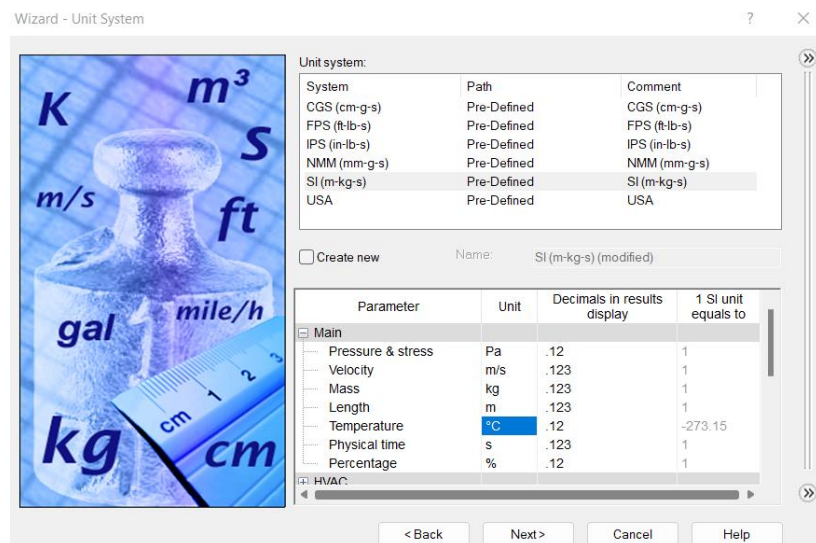 Wizard - Unit System ? ×
K
m³
S
m/s
ft
gal
mile/h
cm 1 2 3
kg
cm
Unit system:
System Path Comment
CGS (cm-g-s) Pre-Defined CGS (cm-g-s)
FPS (ft-lb-s) Pre-Defined FPS (ft-lb-s)
IPS (in-lb-s) Pre-Defined IPS (in-lb-s)
NMM (mm-g-s) Pre-Defined NMM (mm-g-s)
SI (m-kg-s) Pre-Defined SI (m-kg-s)
USA Pre-Defined USA
Create new Name: SI (m-kg-s) (modified)
Parameter Unit Decimals in results display 1 SI unit equals to
Main
Pressure & stress Pa .12 1
Velocity m/s .123 1
Mass kg .123 1
Length m .123 1
Temperature °C .12 -273.15
Physical time s .123 1
Percentage % .12 1
HVAC
< Back Next > Cancel Help